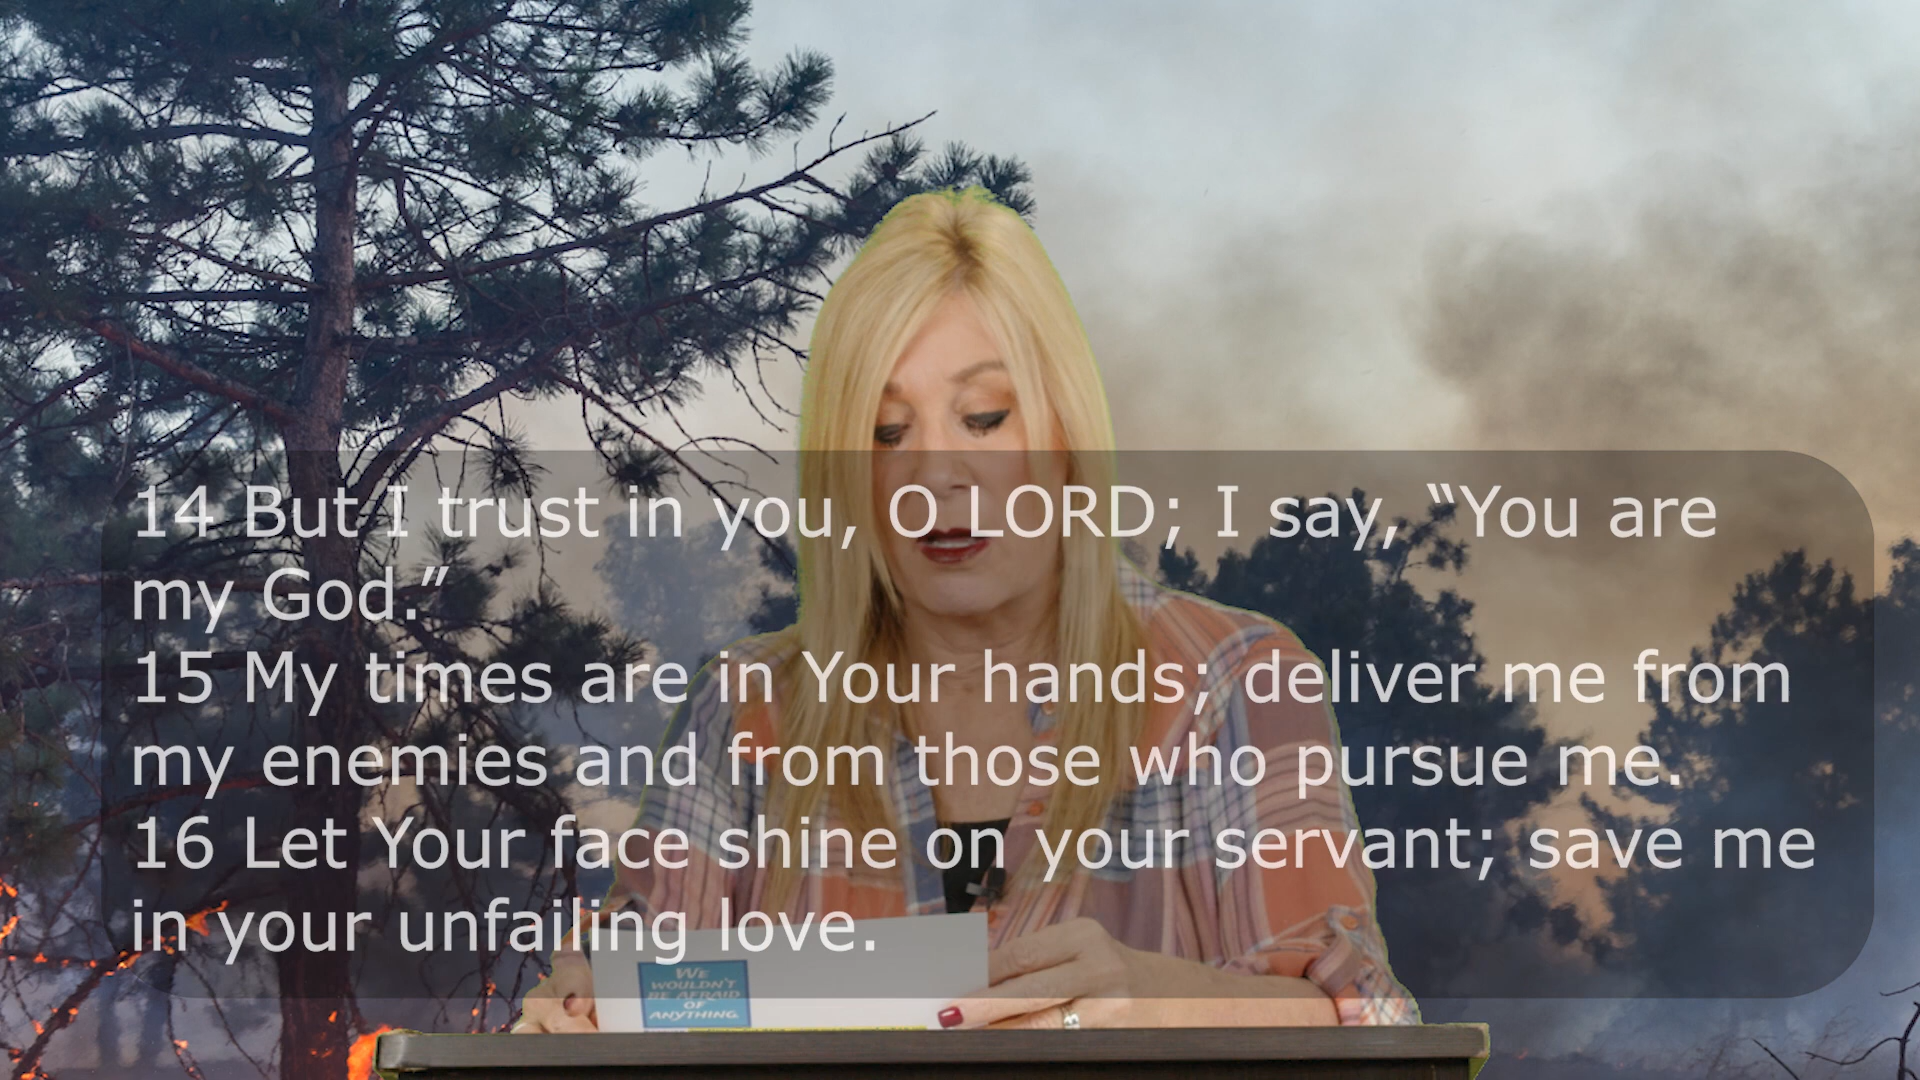 14 But I trust in you, O LORD; I say, “You are
my God.”
15 My times are in Your hands; deliver me from
my enemies and from those who pursue me.
16 Let Your face shine on your servant; save me
in your unfailing love.
WE
WOULDN'T
BE AFRAID
OF
ANYTHING.